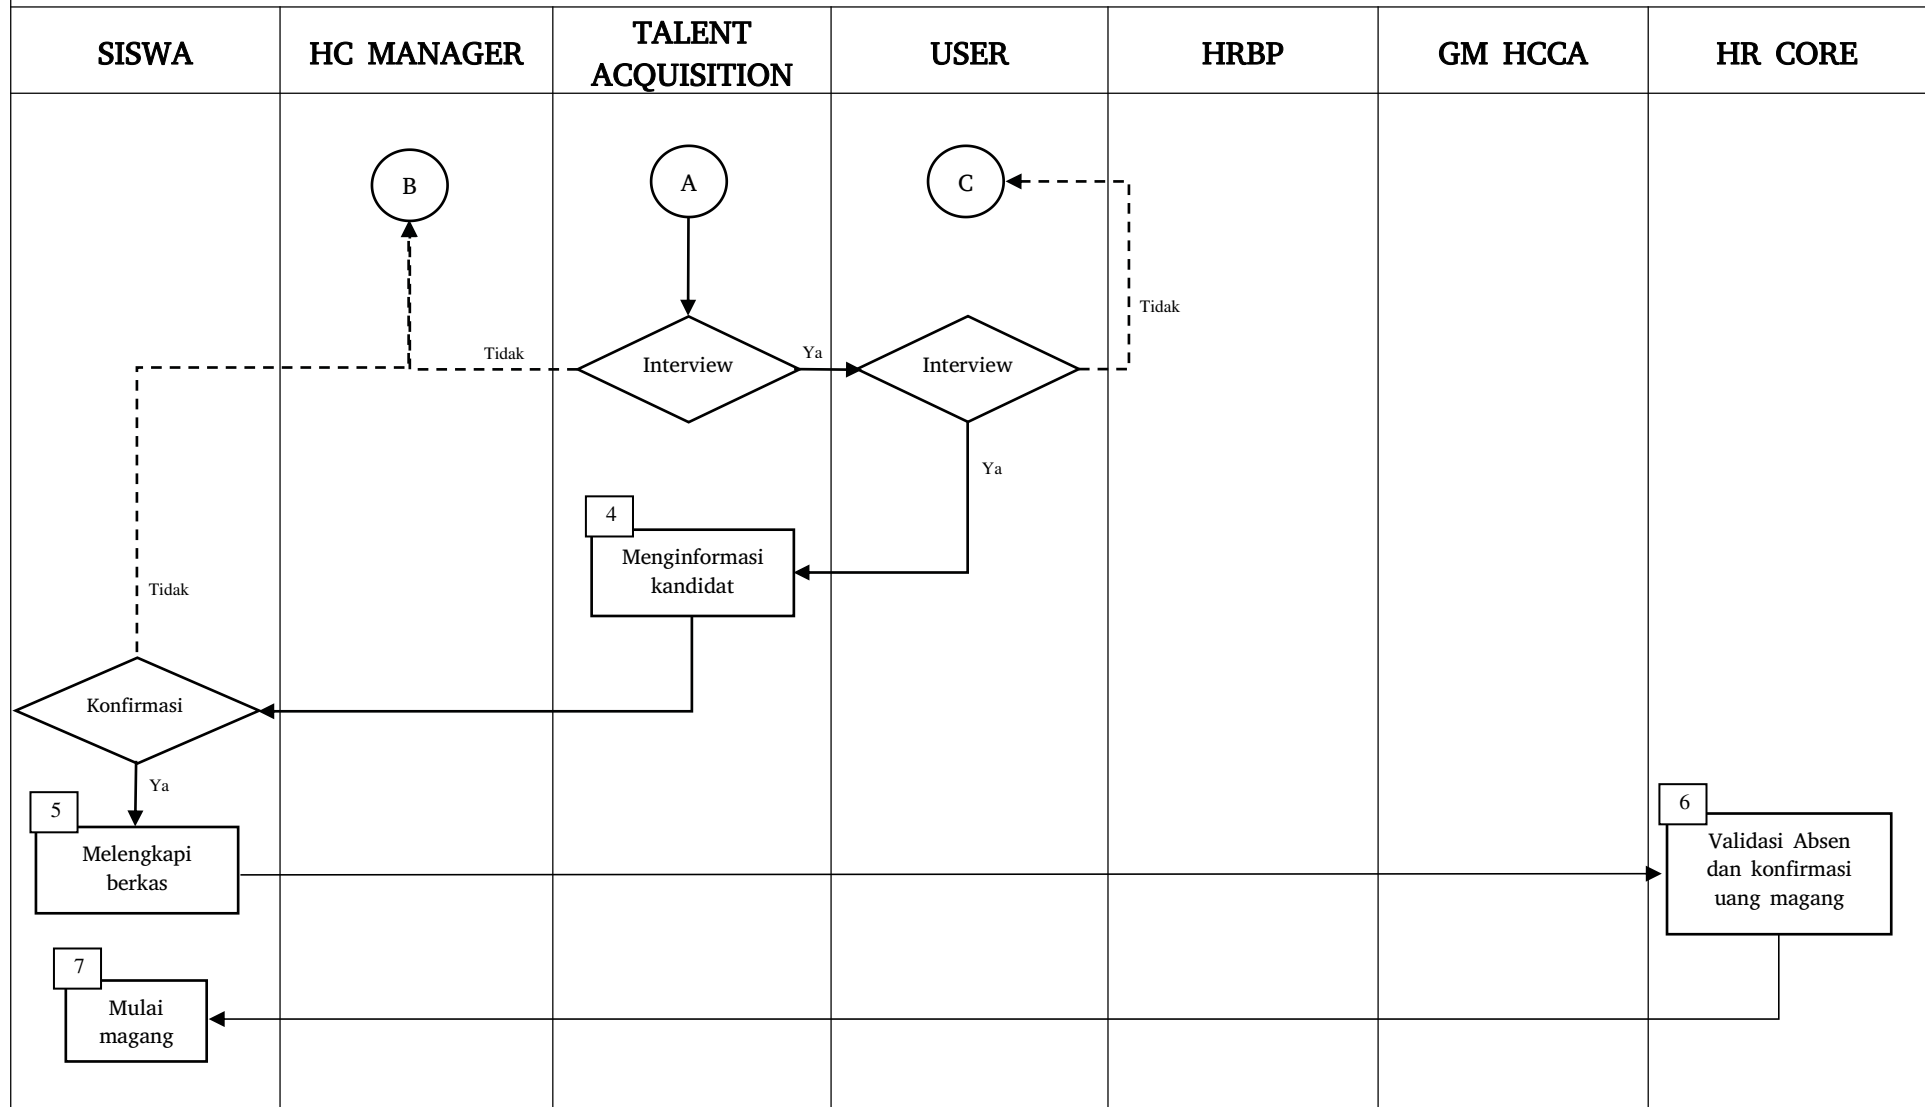 SISWA
HC MANAGER
TALENT
ACQUISITION
USER
HRBP
GM HCCA
HR CORE
B
A
C
Tidak
Tidak
Interview
Ya
Interview
Ya
4
Menginformasi
kandidat
Tidak
Konfirmasi
Ya
5
Melengkapi
berkas
6
Validasi Absen
dan konfirmasi
uang magang
7
Mulai
magang